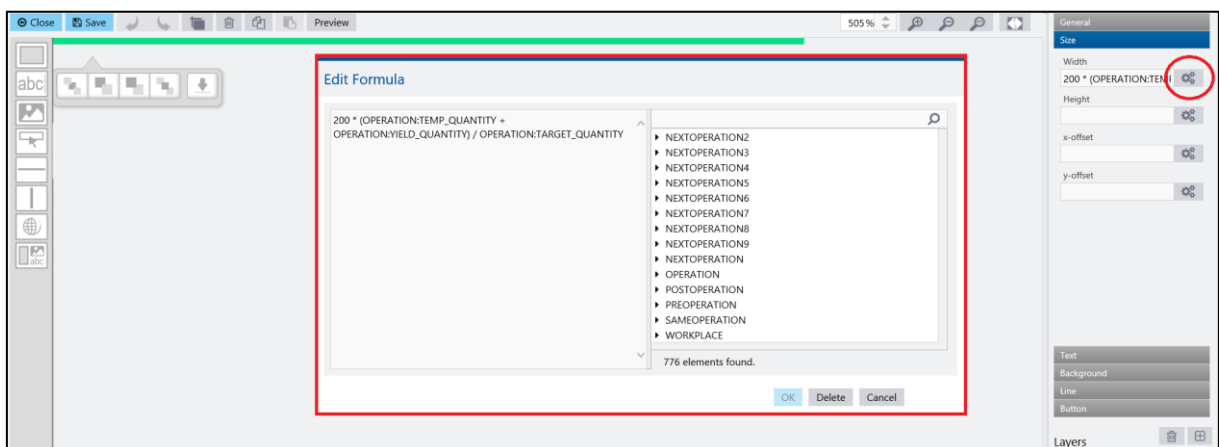 Close Save Preview 505 %
General
Size
Width
200 * (OPERATION:TEM
Height
x-offset
y-offset
abc
abc
Edit Formula
200 * (OPERATION:TEMP_QUANTITY +
OPERATION:YIELD_QUANTITY) / OPERATION:TARGET_QUANTITY
NEXTOPERATION2
NEXTOPERATION3
NEXTOPERATION4
NEXTOPERATION5
NEXTOPERATION6
NEXTOPERATION7
NEXTOPERATION8
NEXTOPERATION9
NEXTOPERATION
OPERATION
POSTOPERATION
PREOPERATION
SAMEOPERATION
WORKPLACE
776 elements found.
OK Delete Cancel
Text
Background
Line
Button
Layers